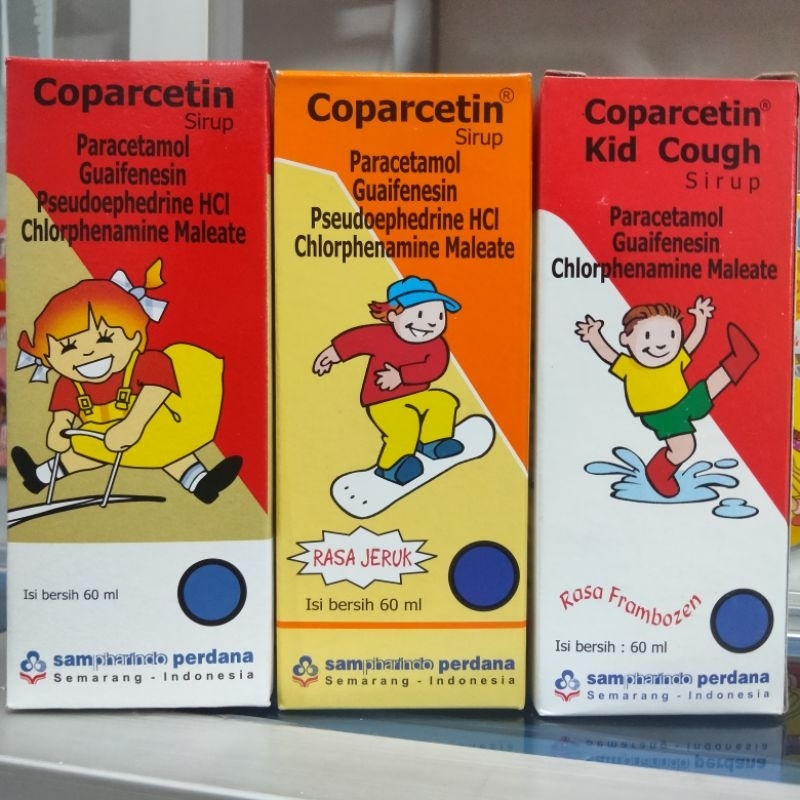 Coparcetin
Sirup
Paracetamol
Guaifenesin
Pseudoephedrine HCl
Chlorphenamine Maleate
Isi bersih 60 ml
sampharindo perdana
Semarang - Indonesia
Coparcetin®
Sirup
Paracetamol
Guaifenesin
Pseudoephedrine HCl
Chlorphenamine Maleate
RASA JERUK
Isi bersih 60 ml
sampharindo perdana
Semarang - Indonesia
Coparcetin®
Kid Cough
Sirup
Paracetamol
Guaifenesin
Chlorphenamine Maleate
Rasa Frambozen
Isi bersih : 60 ml
sampharindo perdana
Semarang - Indonesia